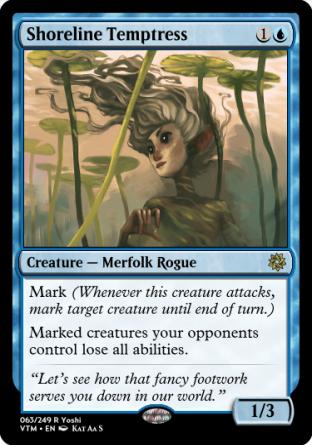 Shoreline Temptress 1
Creature — Merfolk Rogue
Mark (Whenever this creature attacks,
mark target creature until end of turn.)
Marked creatures your opponents
control lose all abilities.
“Let’s see how that fancy footwork
serves you down in our world.”
1/3
063/249 R Yoshi
VTM • EN Kat Aa S